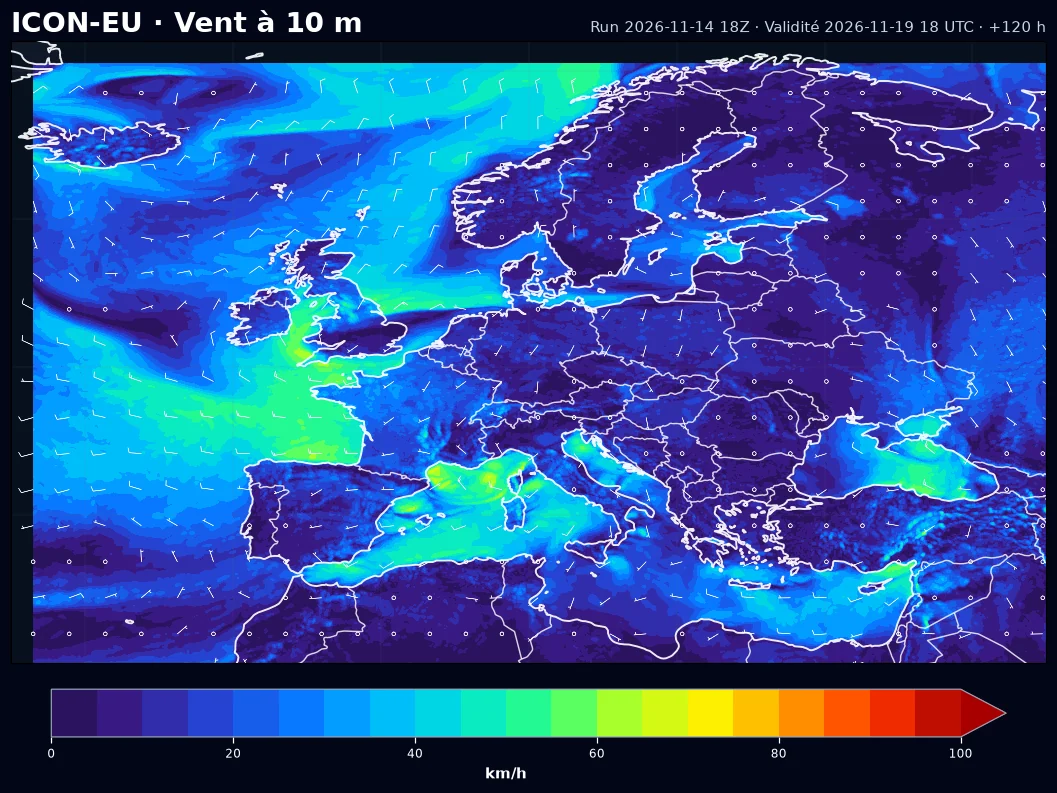 ICON-EU · Vent à 10 m
Run 2026-11-14 18Z · Validité 2026-11-19 18 UTC · +120 h
0 20 40 60 80 100
km/h